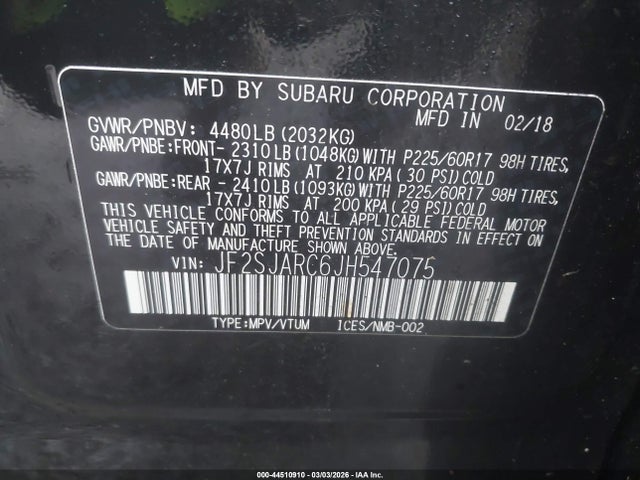 MFD BY SUBARU CORPORATION
MFD IN 02/18
GVWR/PNBV: 4480LB(2032KG)
GAWR/PNBE:FRONT- 2310LB(1048KG)WITH P225/60R17 98H TIRES,
17X7J RIMS AT 210 KPA( 30 PSI)COLD
GAWR/PNBE:REAR - 2410LB(1093KG)WITH P225/60R17 98H TIRES,
17X7J RIMS AT 200 KPA( 29 PSI)COLD
THIS VEHICLE CONFORMS TO ALL APPLICABLE FEDERAL MOTOR
VEHICLE SAFETY AND THEFT PREVENTION STANDARDS IN EFFECT ON
THE DATE OF MANUFACTURE SHOWN ABOVE.
VIN: JF2SJARC6JH547075
TYPE:MPV/VTUM ICES/NMB-002
000-44510910 - 03/03/2026 - IAA Inc.